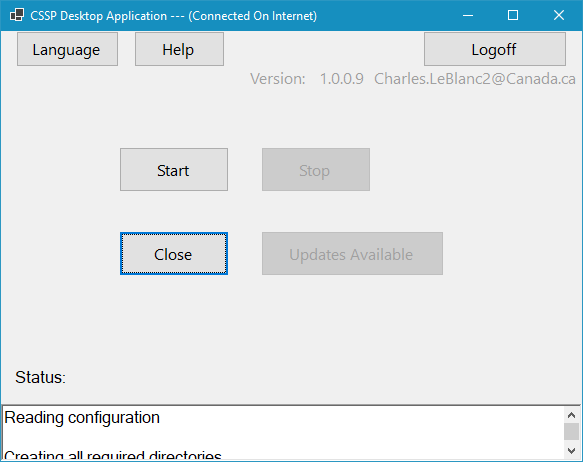 CSSP Desktop Application --- (Connected On Internet)
Language Help Logoff
Version: 1.0.0.9 Charles.LeBlanc2@Canada.ca
Start Stop
Close Updates Available
Status:
Reading configuration
Creating all required directories